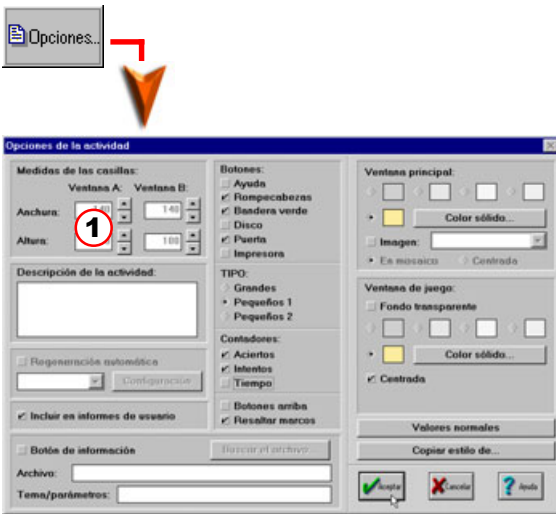 Opciones...
Opciones de la actividad
Medidas de las casillas:
Ventana A: Ventana B:
Anchura: 140 140
1
Altura: 100
Descripción de la actividad:
Regeneración automática
Configuración
Incluir en informes de usuario
Botón de información
Buscar el archivo...
Archivo:
Tema/parámetros:
Botones:
Ayuda
Rompecabezas
Bandera verde
Disco
Puerta
Impresora
TIPO:
Grandes
Pequeños 1
Pequeños 2
Contadores:
Aciertos
Intentos
Tiempo
Botones arriba
Resaltar marcos
Ventana principal:
Color sólido...
Imagen:
En mosaico Centrada
Ventana de juego:
Fondo transparente
Color sólido...
Centrada
Valores normales
Copiar estilo de...
Aceptar
Cancelar
Ayuda